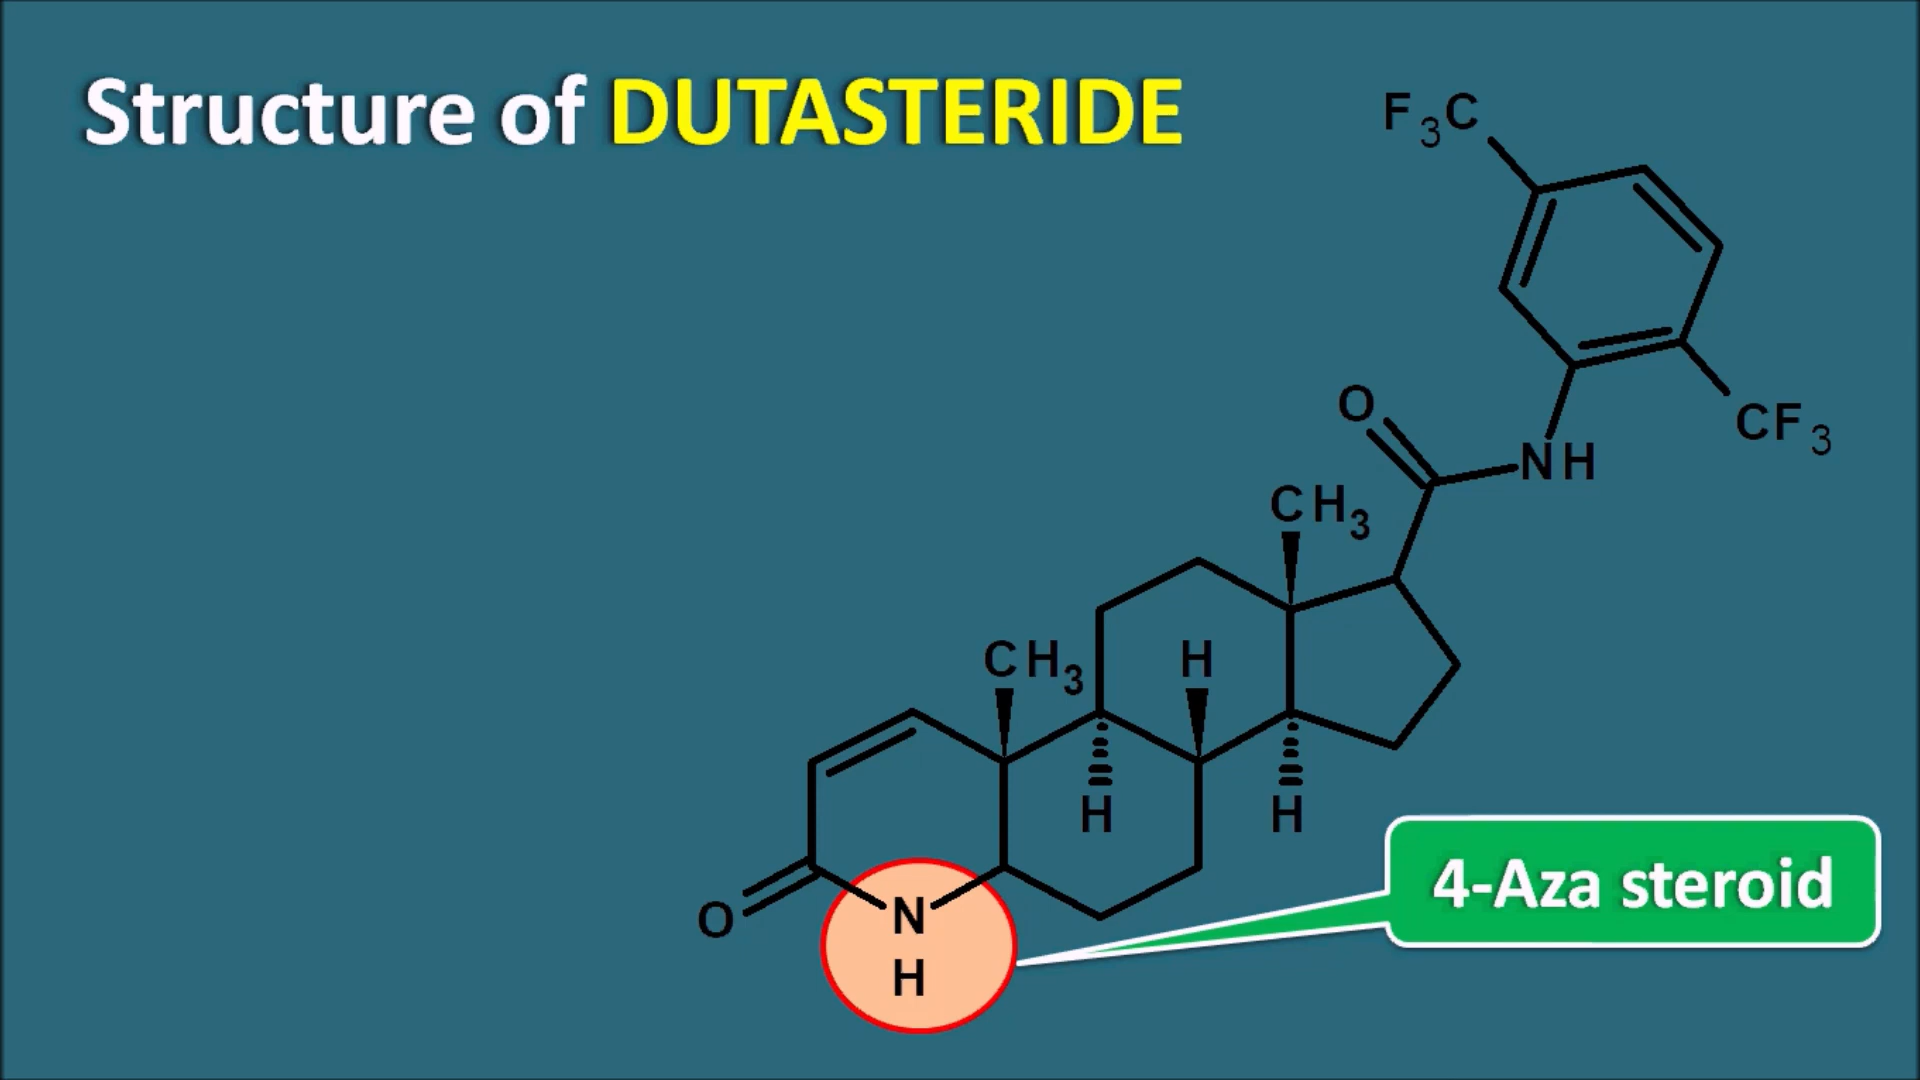 Structure of DUTASTERIDE
F3C
O
CF3
NH
CH3
CH3
H
H
H
4-Aza steroid
O
N
H